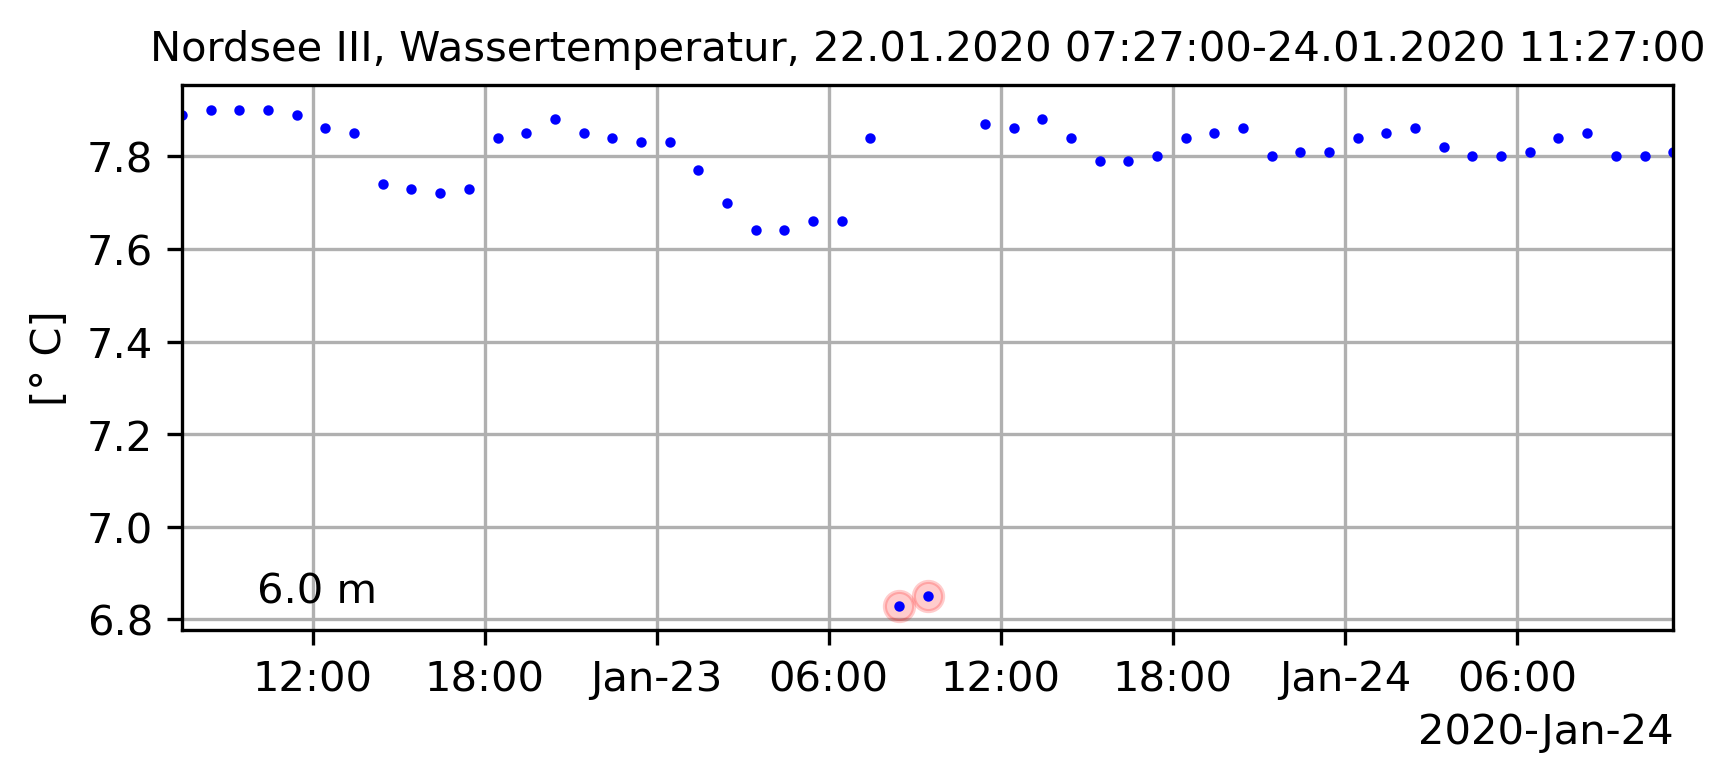 Nordsee III, Wassertemperatur, 22.01.2020 07:27:00-24.01.2020 11:27:00
[° C]
7.8
7.6
7.4
7.2
7.0
6.8
6.0 m
12:00 18:00 Jan-23 06:00 12:00 18:00 Jan-24 06:00
2020-Jan-24